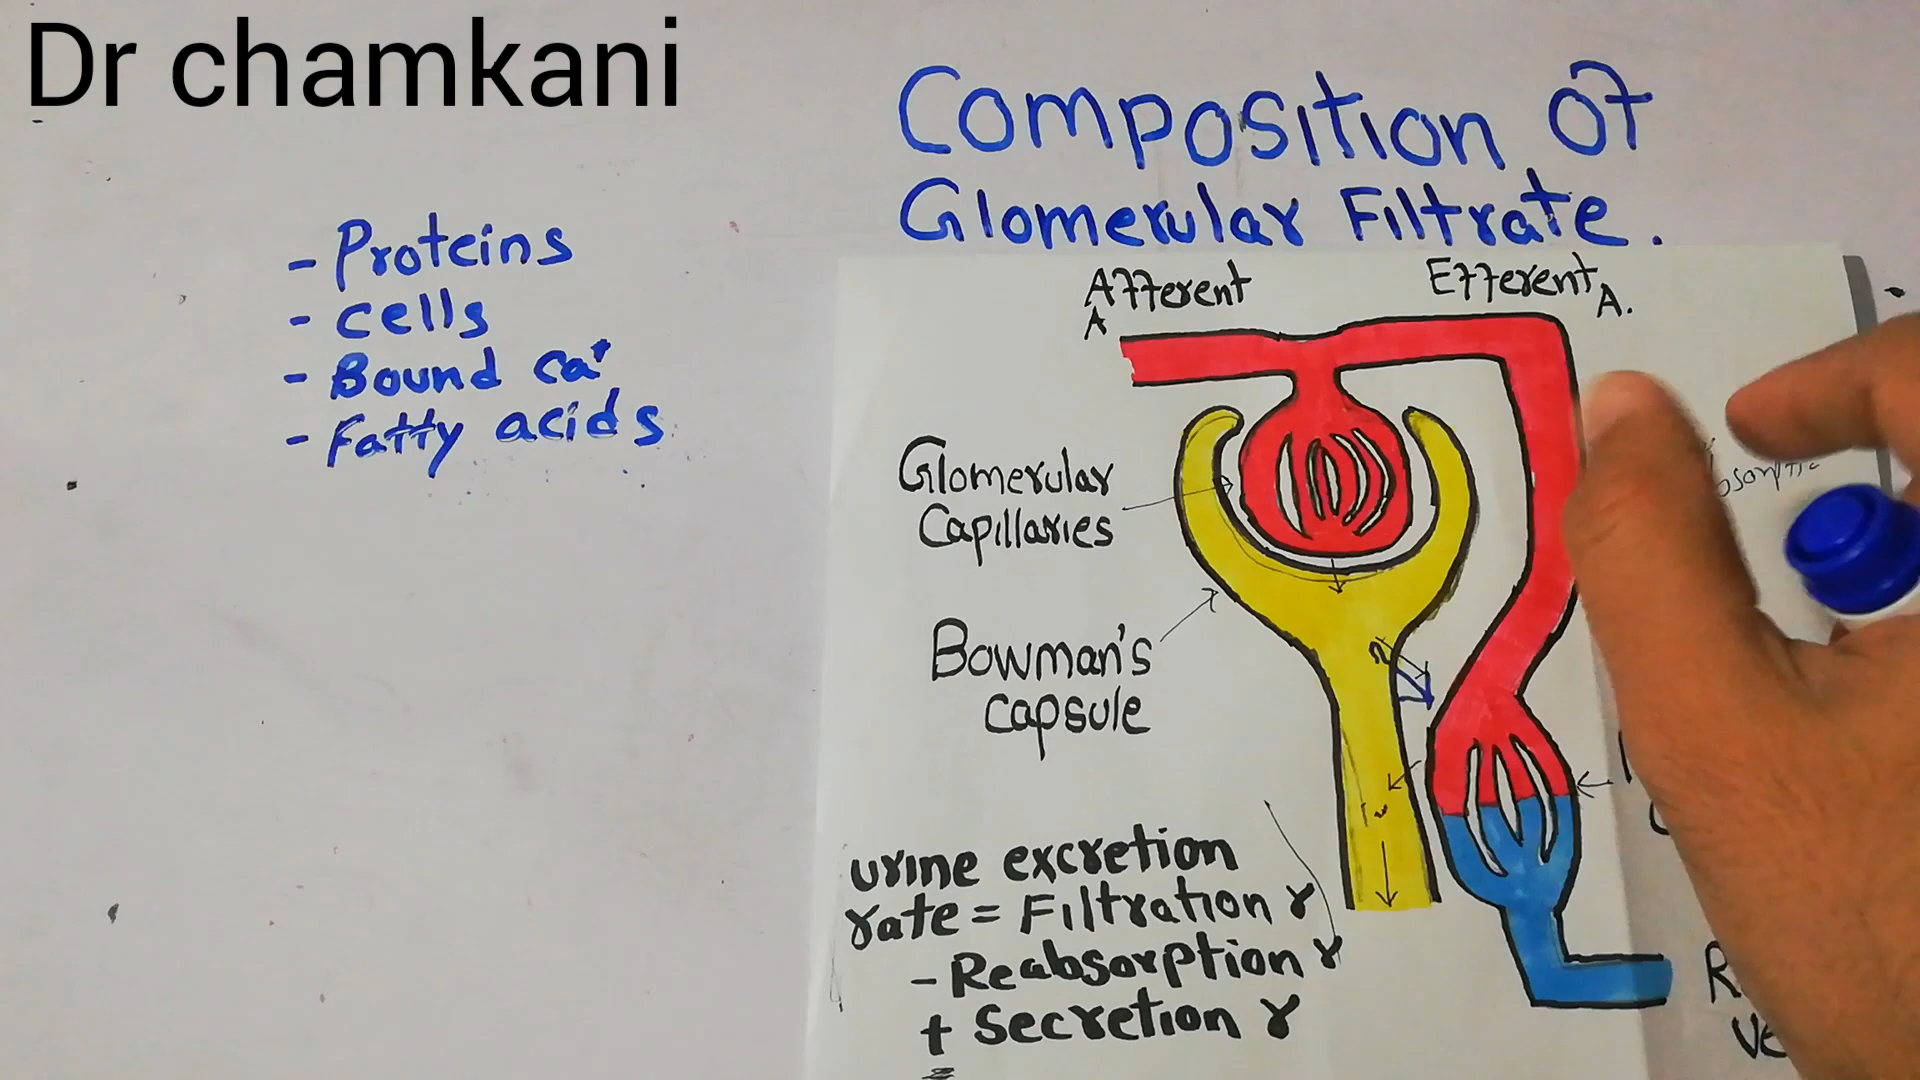 Dr chamkani
Composition of
Glomerular Filtrate.
- Proteins
- cells
- Bound ca+
- Fatty acids
Afferent
A
Efferent
A.
Glomerular
Capillaries
Bowman's
capsule
urine excretion
rate = Filtration r
- Reabsorption r
+ Secretion r
=